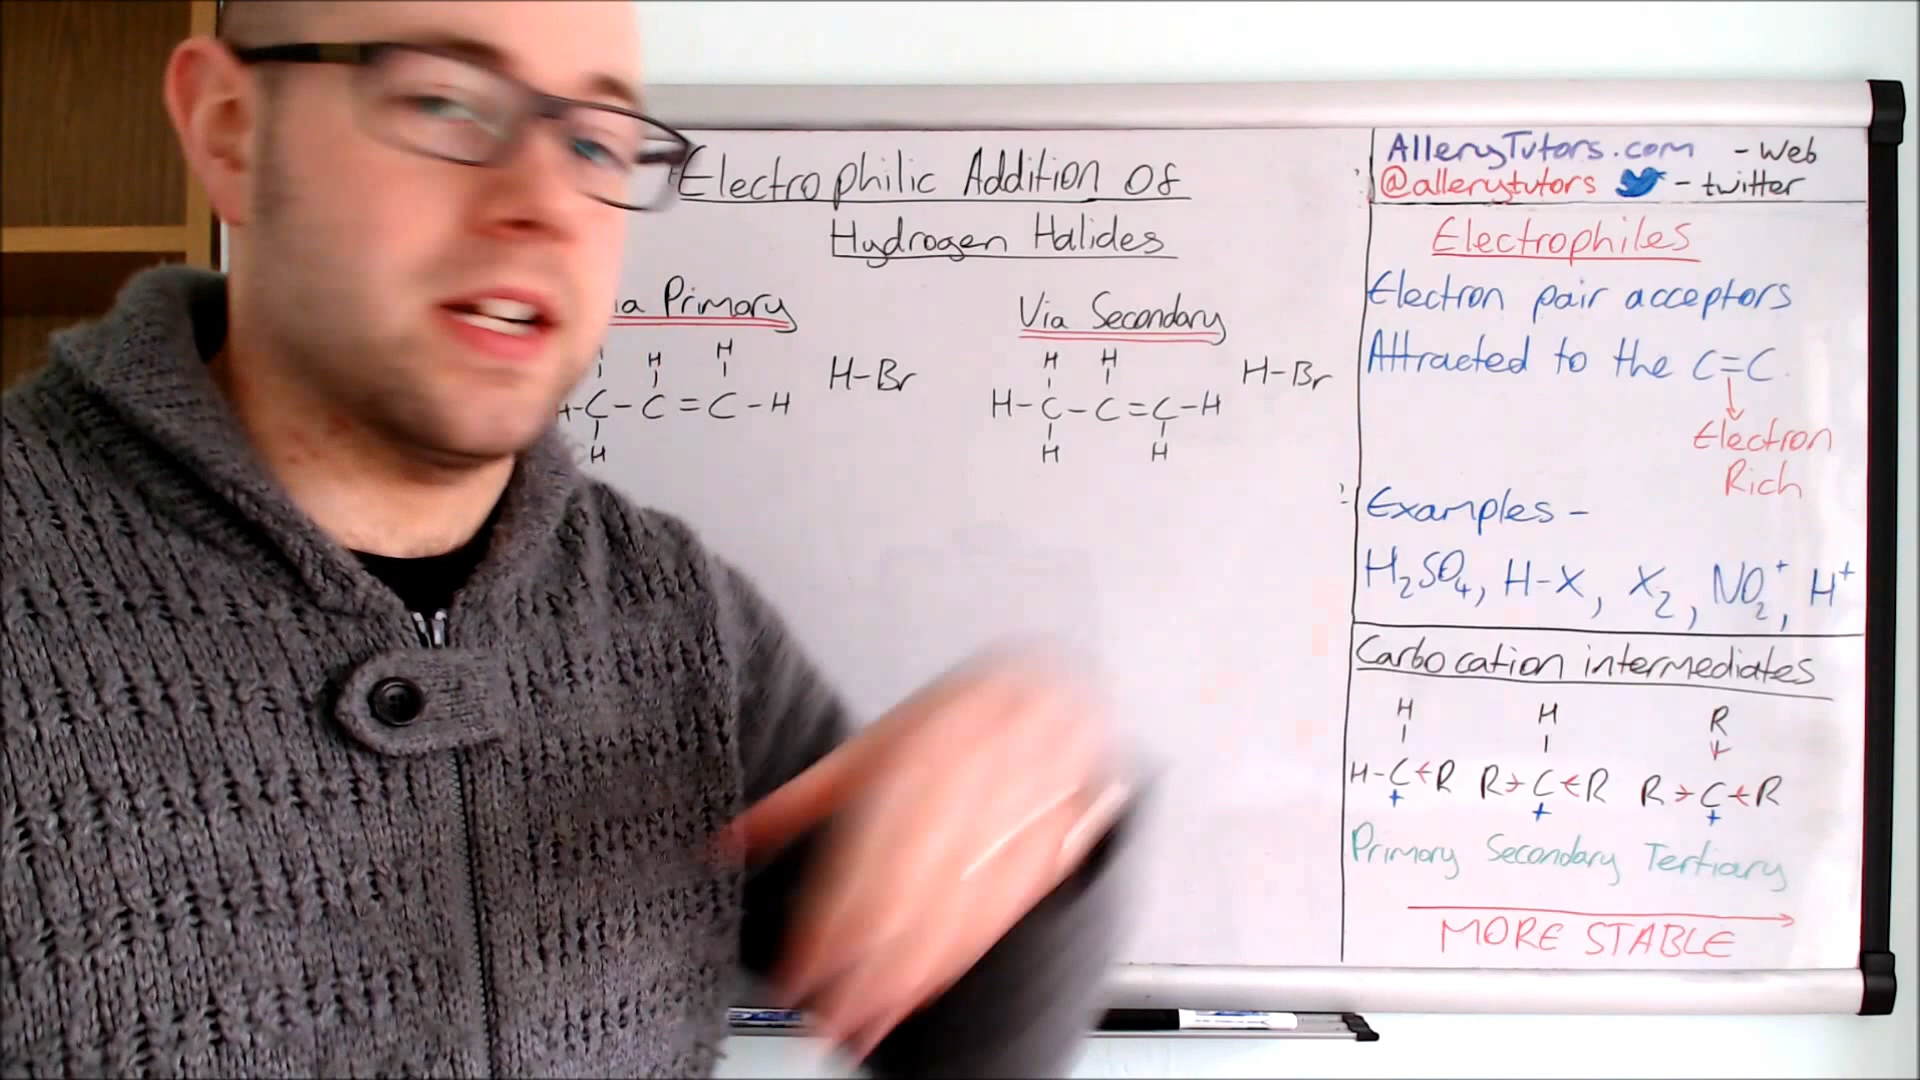 Electrophilic Addition of
Hydrogen Halides
Primary
H H
H-Br
C-C=C-H
H
Via Secondary
H H
H-Br
H-C-C=C-H
H H
AlleryTutors.com - Web
@allerytutors - twitter
Electrophiles
Electron pair acceptors
Attracted to the C=C.
Electron
Rich
Examples -
H₂SO₄, H-X, X₂, NO₂⁺, H⁺
Carbocation intermediates
H H R
H-C←R R→C←R R→C←R
+ + +
Primary Secondary Tertiary
MORE STABLE